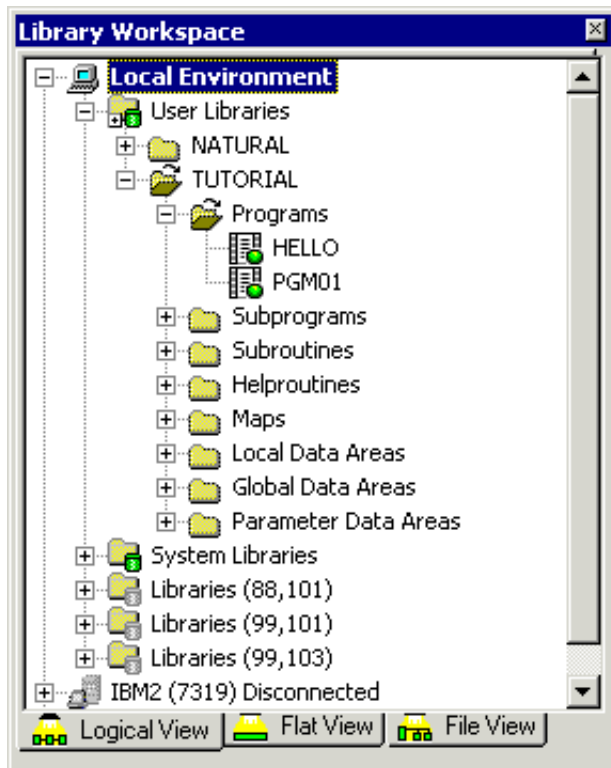 Library Workspace
Local Environment
User Libraries
NATURAL
TUTORIAL
Programs
HELLO
PGM01
Subprograms
Subroutines
Helproutines
Maps
Local Data Areas
Global Data Areas
Parameter Data Areas
System Libraries
Libraries (88,101)
Libraries (99,101)
Libraries (99,103)
IBM2 (7319) Disconnected
Logical View Flat View File View